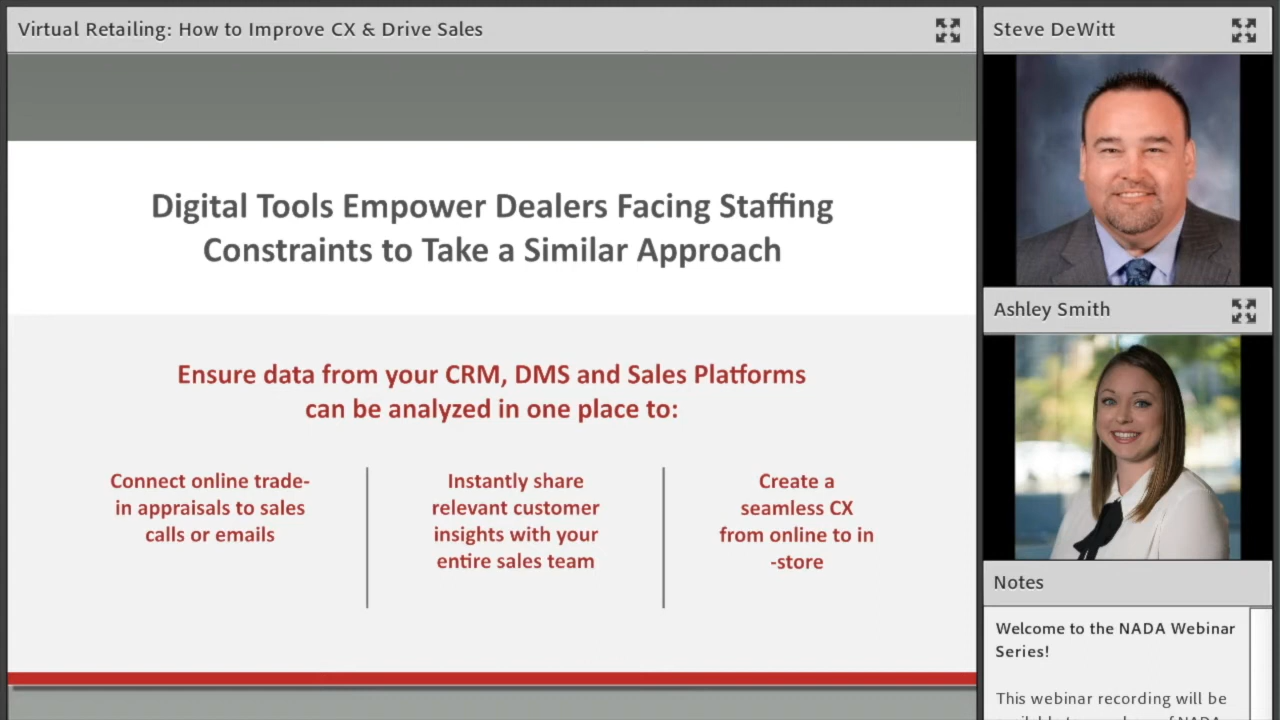 Virtual Retailing: How to Improve CX & Drive Sales
Digital Tools Empower Dealers Facing Staffing
Constraints to Take a Similar Approach
Ensure data from your CRM, DMS and Sales Platforms
can be analyzed in one place to:
Connect online trade-
in appraisals to sales
calls or emails
Instantly share
relevant customer
insights with your
entire sales team
Create a
seamless CX
from online to in
-store
Steve DeWitt
Ashley Smith
Notes
Welcome to the NADA Webinar
Series!
This webinar recording will be